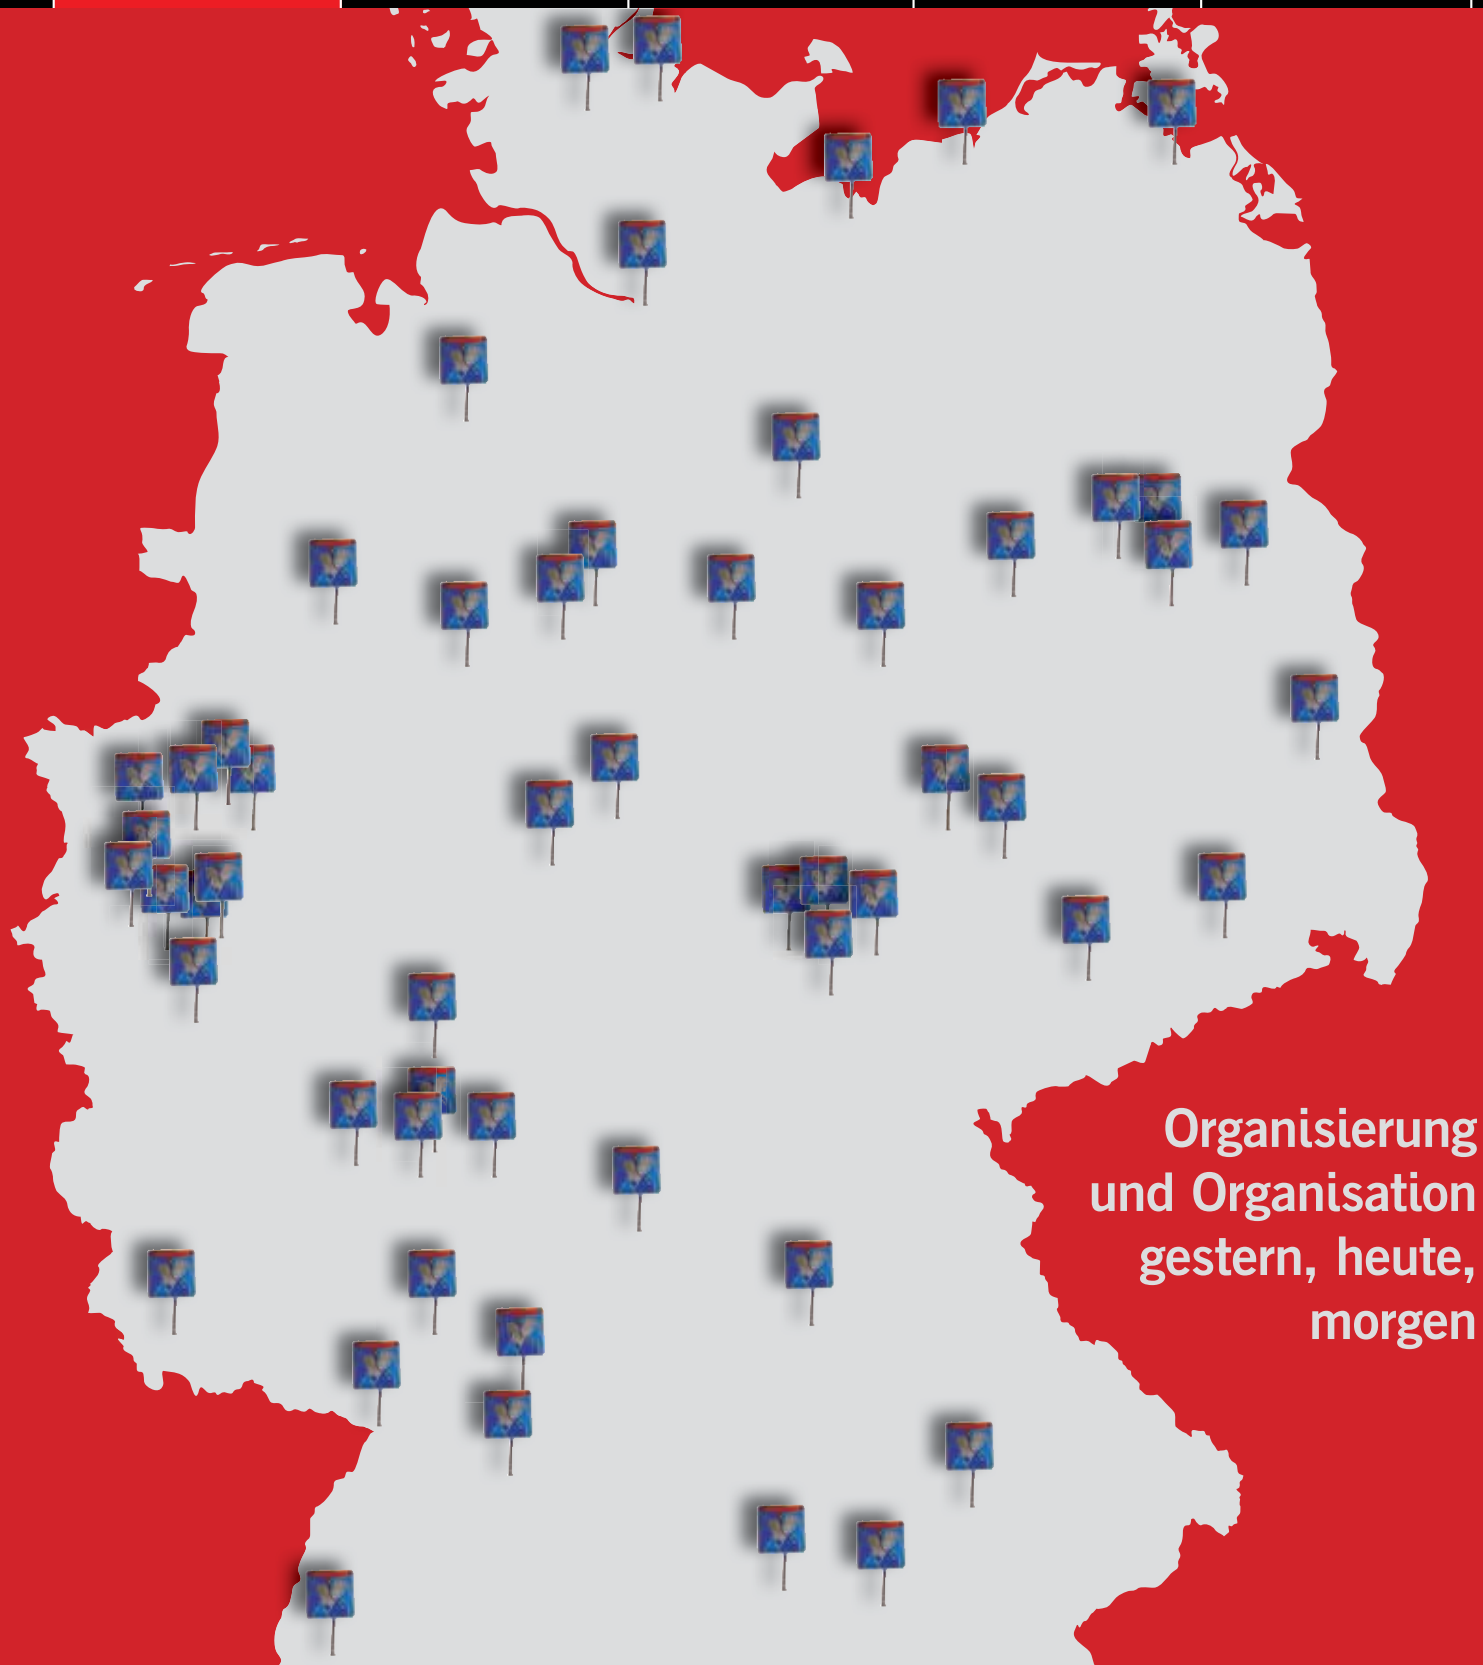 Organisierung
und Organisation
gestern, heute,
morgen